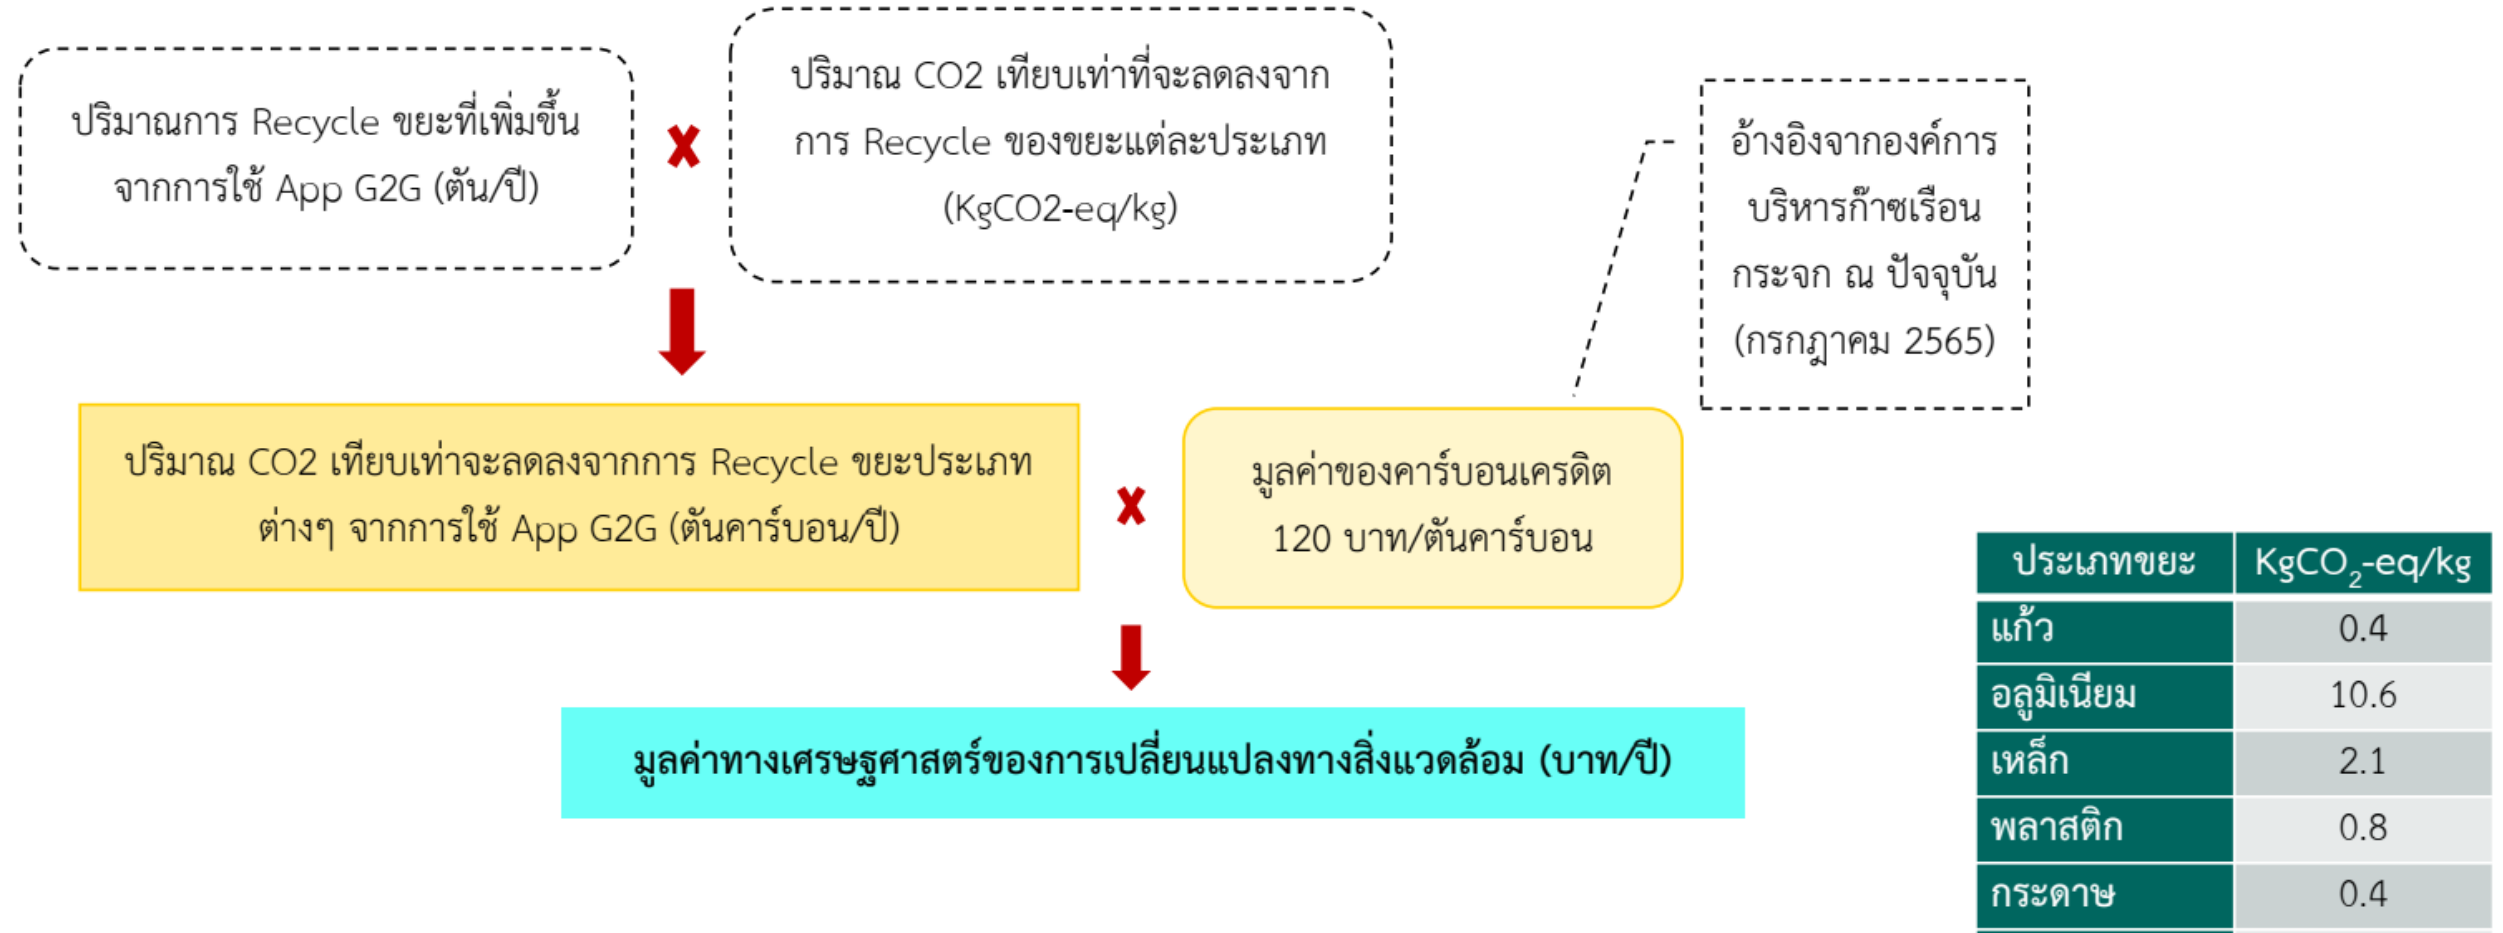 ปริมาณการ Recycle ขยะที่เพิ่มขึ้น
จากการใช้ App G2G (ตัน/ปี)
ปริมาณ CO2 เทียบเท่าที่จะลดลงจาก
การ Recycle ของขยะแต่ละประเภท
(KgCO2-eq/kg)
อ้างอิงจากองค์การ
บริหารก๊าซเรือน
กระจก ณ ปัจจุบัน
(กรกฎาคม 2565)
ปริมาณ CO2 เทียบเท่าจะลดลงจากการ Recycle ขยะประเภท
ต่างๆ จากการใช้ App G2G (ตันคาร์บอน/ปี)
มูลค่าของคาร์บอนเครดิต
120 บาท/ตันคาร์บอน
มูลค่าทางเศรษฐศาสตร์ของการเปลี่ยนแปลงทางสิ่งแวดล้อม (บาท/ปี)
ประเภทขยะ KgCO₂-eq/kg
แก้ว 0.4
อลูมิเนียม 10.6
เหล็ก 2.1
พลาสติก 0.8
กระดาษ 0.4